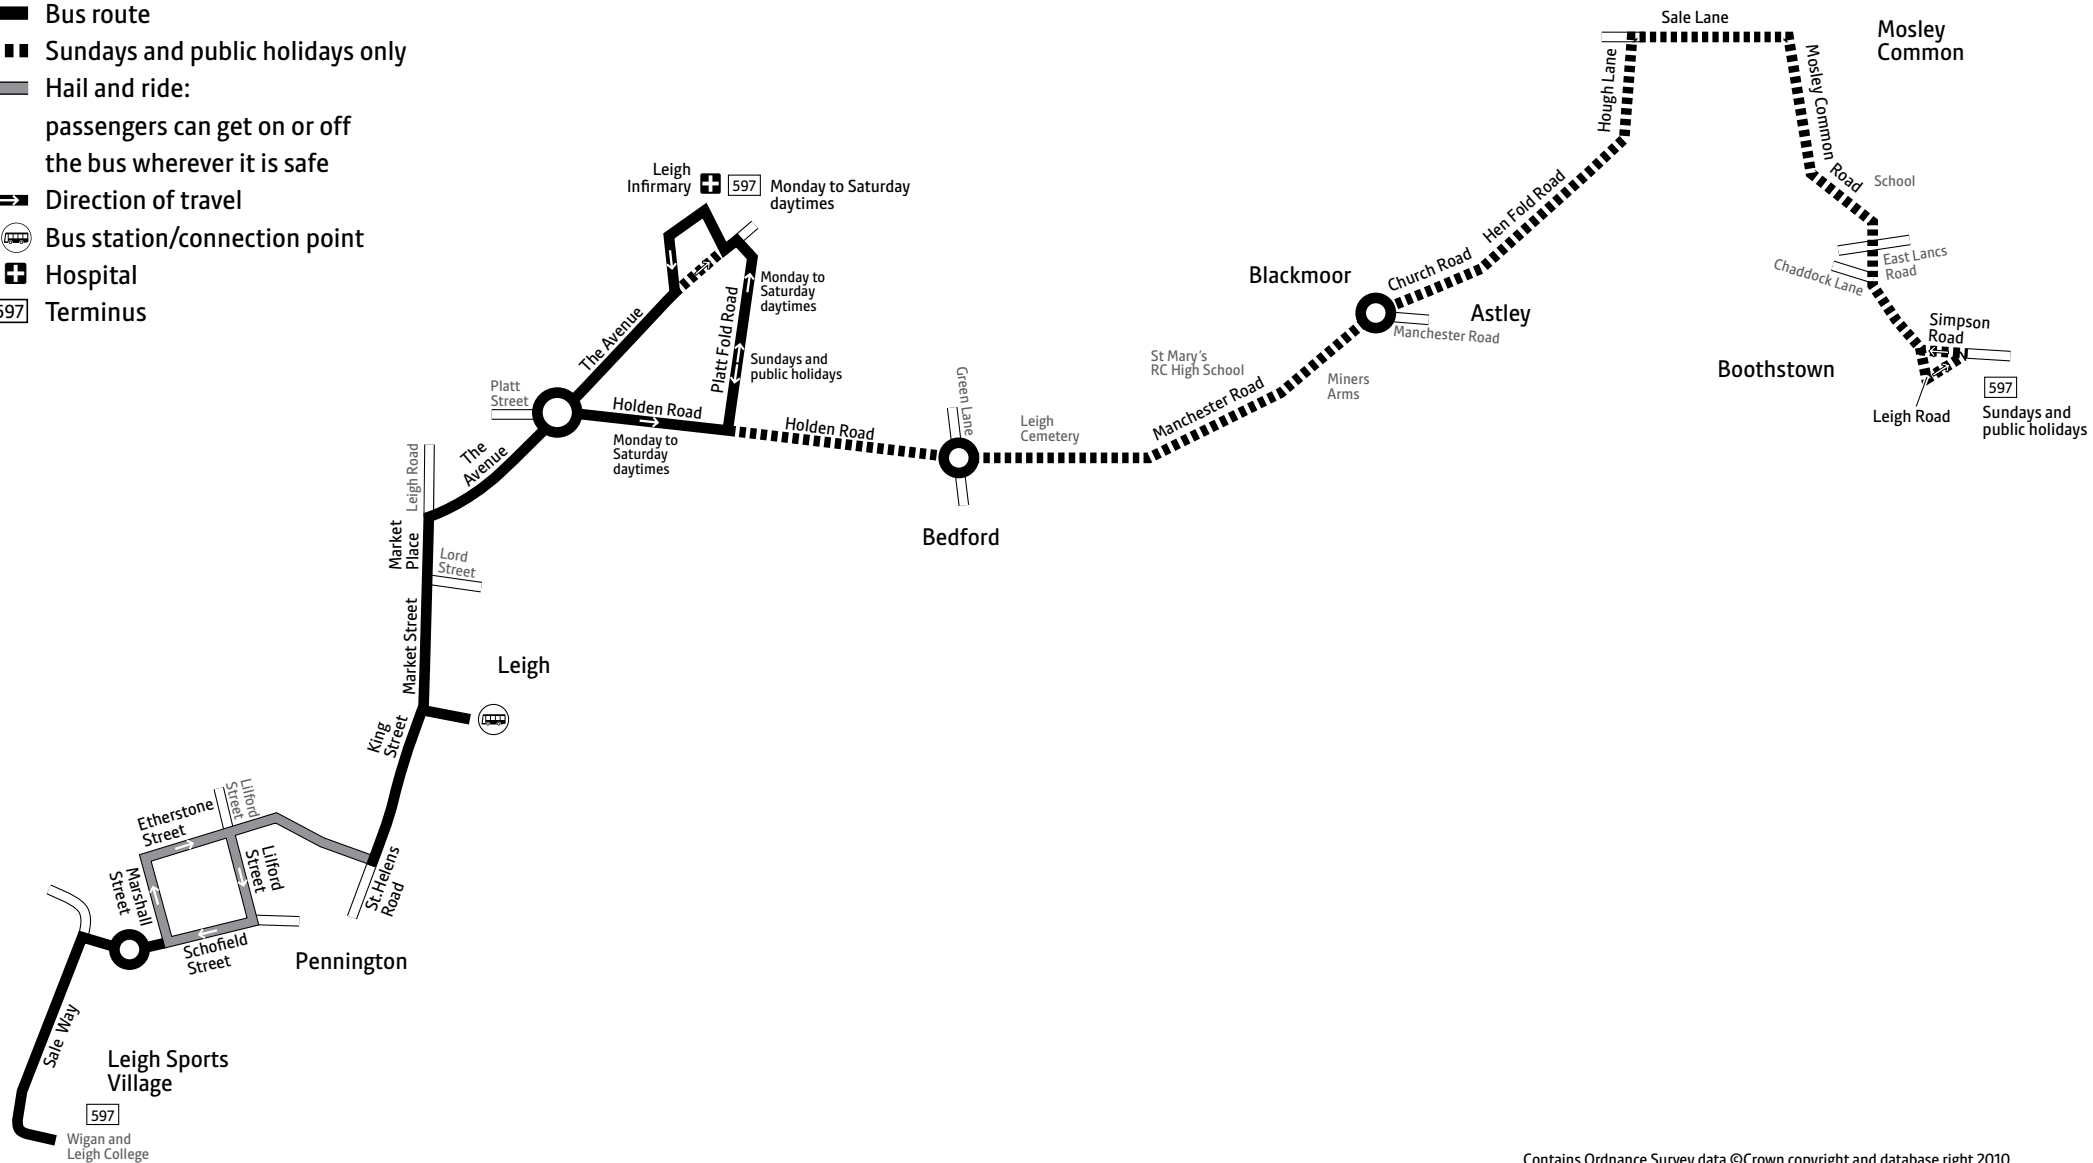 Bus route
Sundays and public holidays only
Hail and ride:
passengers can get on or off
the bus wherever it is safe
Direction of travel
Bus station/connection point
Hospital
597
Terminus
Sale Lane
Mosley
Common
Hough Lane
Mosley Common Road
School
Hen Fold Road
Church Road
East Lancs
Road
Chaddock Lane
Blackmoor
Astley
Manchester Road
Simpson
Road
Boothstown
597
Leigh Road
Sundays and
public holidays
Leigh
Infirmary
597
Monday to Saturday
daytimes
Monday to
Saturday
daytimes
Platt Fold Road
The Avenue
Sundays and
public holidays
Platt
Street
Holden Road
Monday to
Saturday
daytimes
Holden Road
Green Lane
Leigh
Cemetery
St Mary's
RC High School
Manchester Road
Miners
Arms
Bedford
The
Avenue
Leigh Road
Market
Place
Lord
Street
Market Street
Leigh
King
Street
Lilford
Street
Etherstone
Street
Lilford
Street
Marshall
Street
St.Helens
Road
Schofield
Street
Pennington
Sale Way
Leigh Sports
Village
597
Wigan and
Leigh College
Contains Ordnance Survey data ©Crown copyright and database right 2010